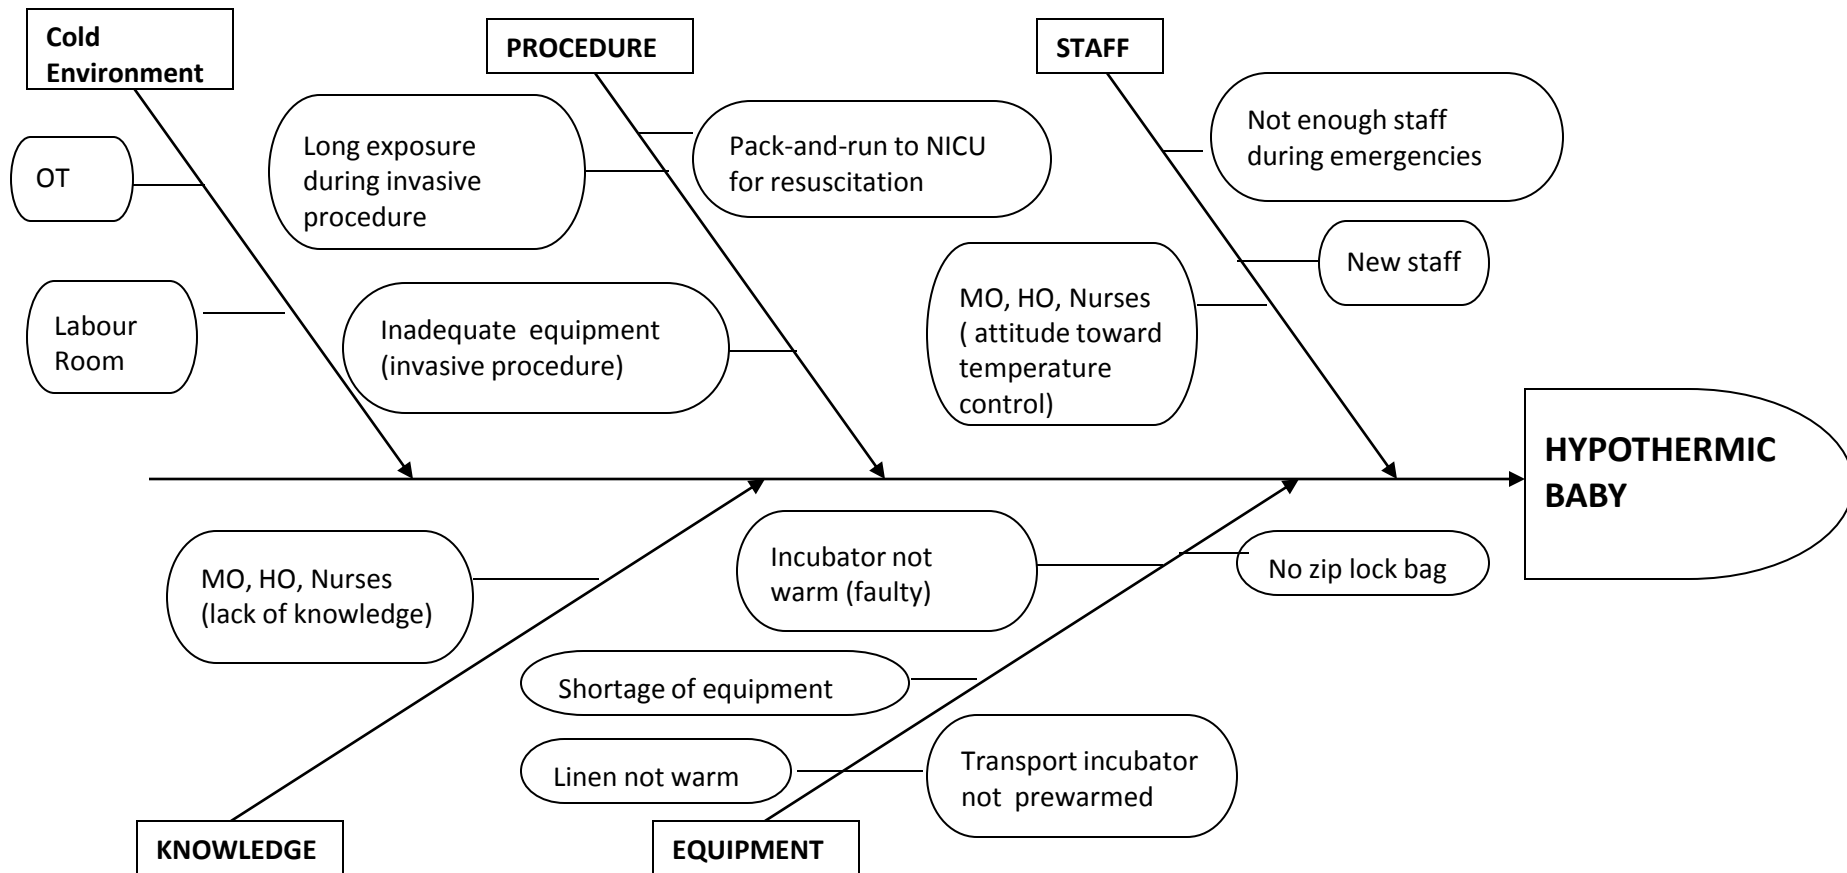 Cold
Environment
PROCEDURE
STAFF
OT
Labour
Room
Long exposure
during invasive
procedure
Pack-and-run to NICU
for resuscitation
Inadequate equipment
(invasive procedure)
Not enough staff
during emergencies
New staff
MO, HO, Nurses
( attitude toward
temperature
control)
HYPOTHERMIC
BABY
MO, HO, Nurses
(lack of knowledge)
Incubator not
warm (faulty)
No zip lock bag
Shortage of equipment
Linen not warm
Transport incubator
not prewarmed
KNOWLEDGE
EQUIPMENT